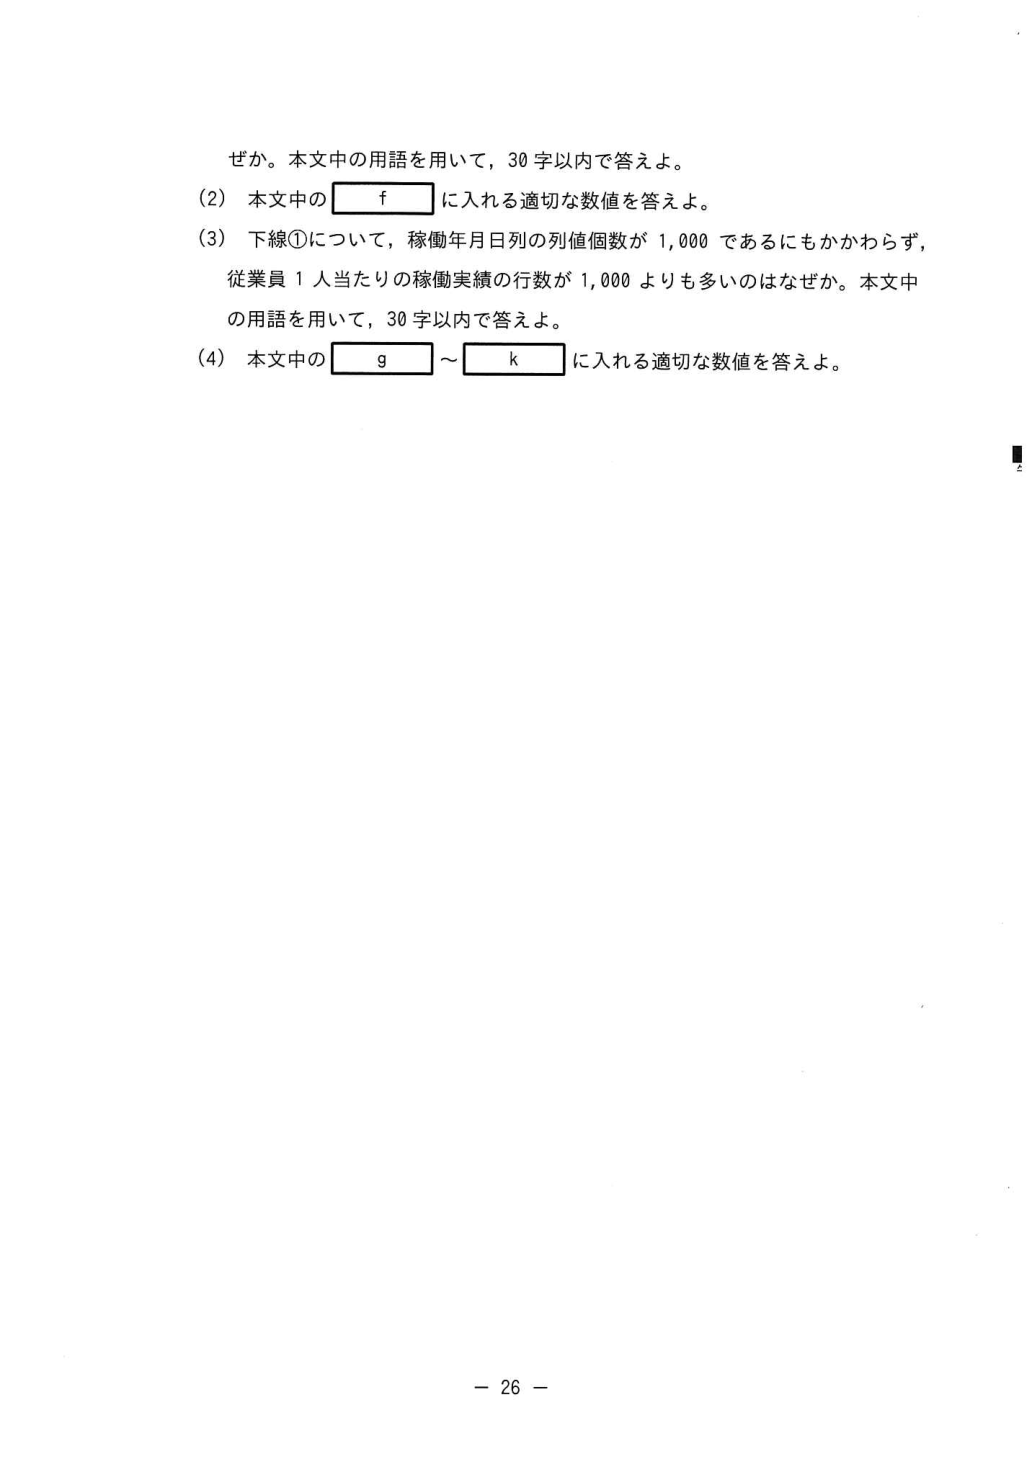 ぜか。本文中の用語を用いて，30 字以内で答えよ。
(2) 本文中の f に入れる適切な数値を答えよ。
(3) 下線①について，稼働年月日列の列値個数が 1,000 であるにもかかわらず，
従業員 1 人当たりの稼働実績の行数が 1,000 よりも多いのはなぜか。本文中
の用語を用いて，30 字以内で答えよ。
(4) 本文中の g ～ k に入れる適切な数値を答えよ。
― 26 ―